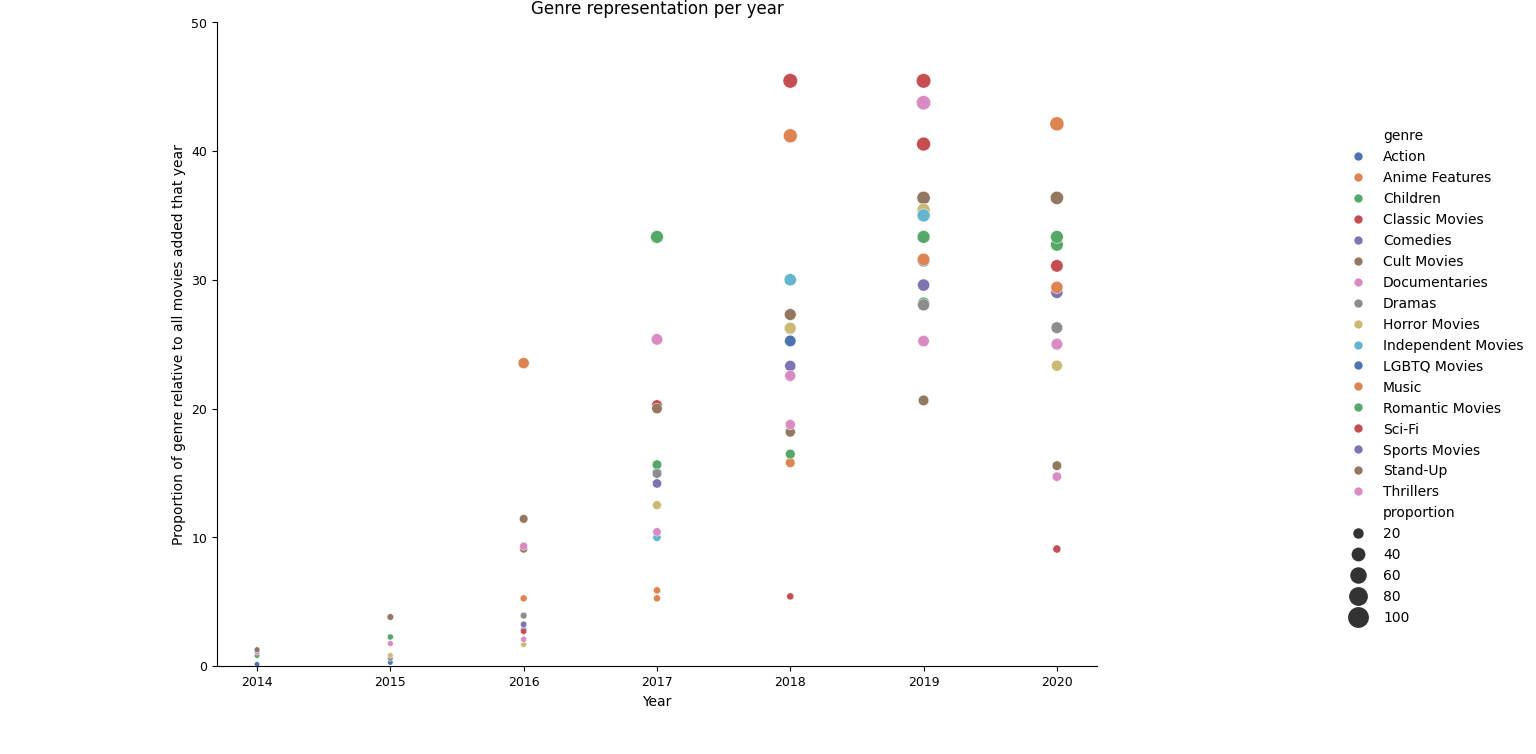 Genre representation per year
Proportion of genre relative to all movies added that year
50
40
30
20
10
0
2014 2015 2016 2017 2018 2019 2020
Year
genre
Action
Anime Features
Children
Classic Movies
Comedies
Cult Movies
Documentaries
Dramas
Horror Movies
Independent Movies
LGBTQ Movies
Music
Romantic Movies
Sci-Fi
Sports Movies
Stand-Up
Thrillers
proportion
20
40
60
80
100